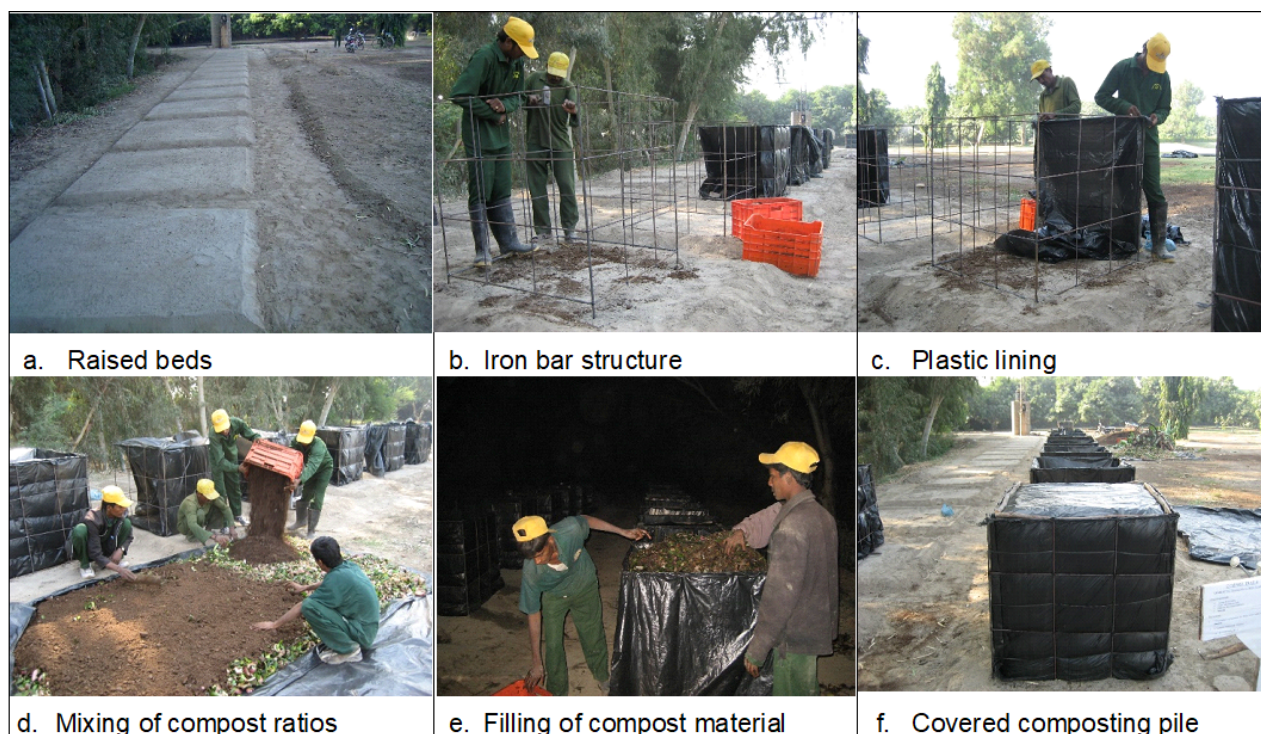 a. Raised beds
b. Iron bar structure
c. Plastic lining
d. Mixing of compost ratios
e. Filling of compost material
f. Covered composting pile